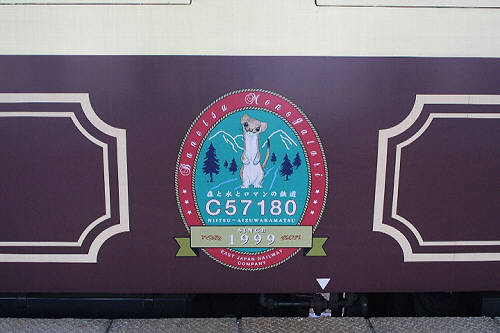 Banetsu Monogatari
森と水とロマンの鉄道
C57180
NIITSU~AIZUWAKAMATSU
SINCE
1999
EAST JAPAN RAILWAY
COMPANY